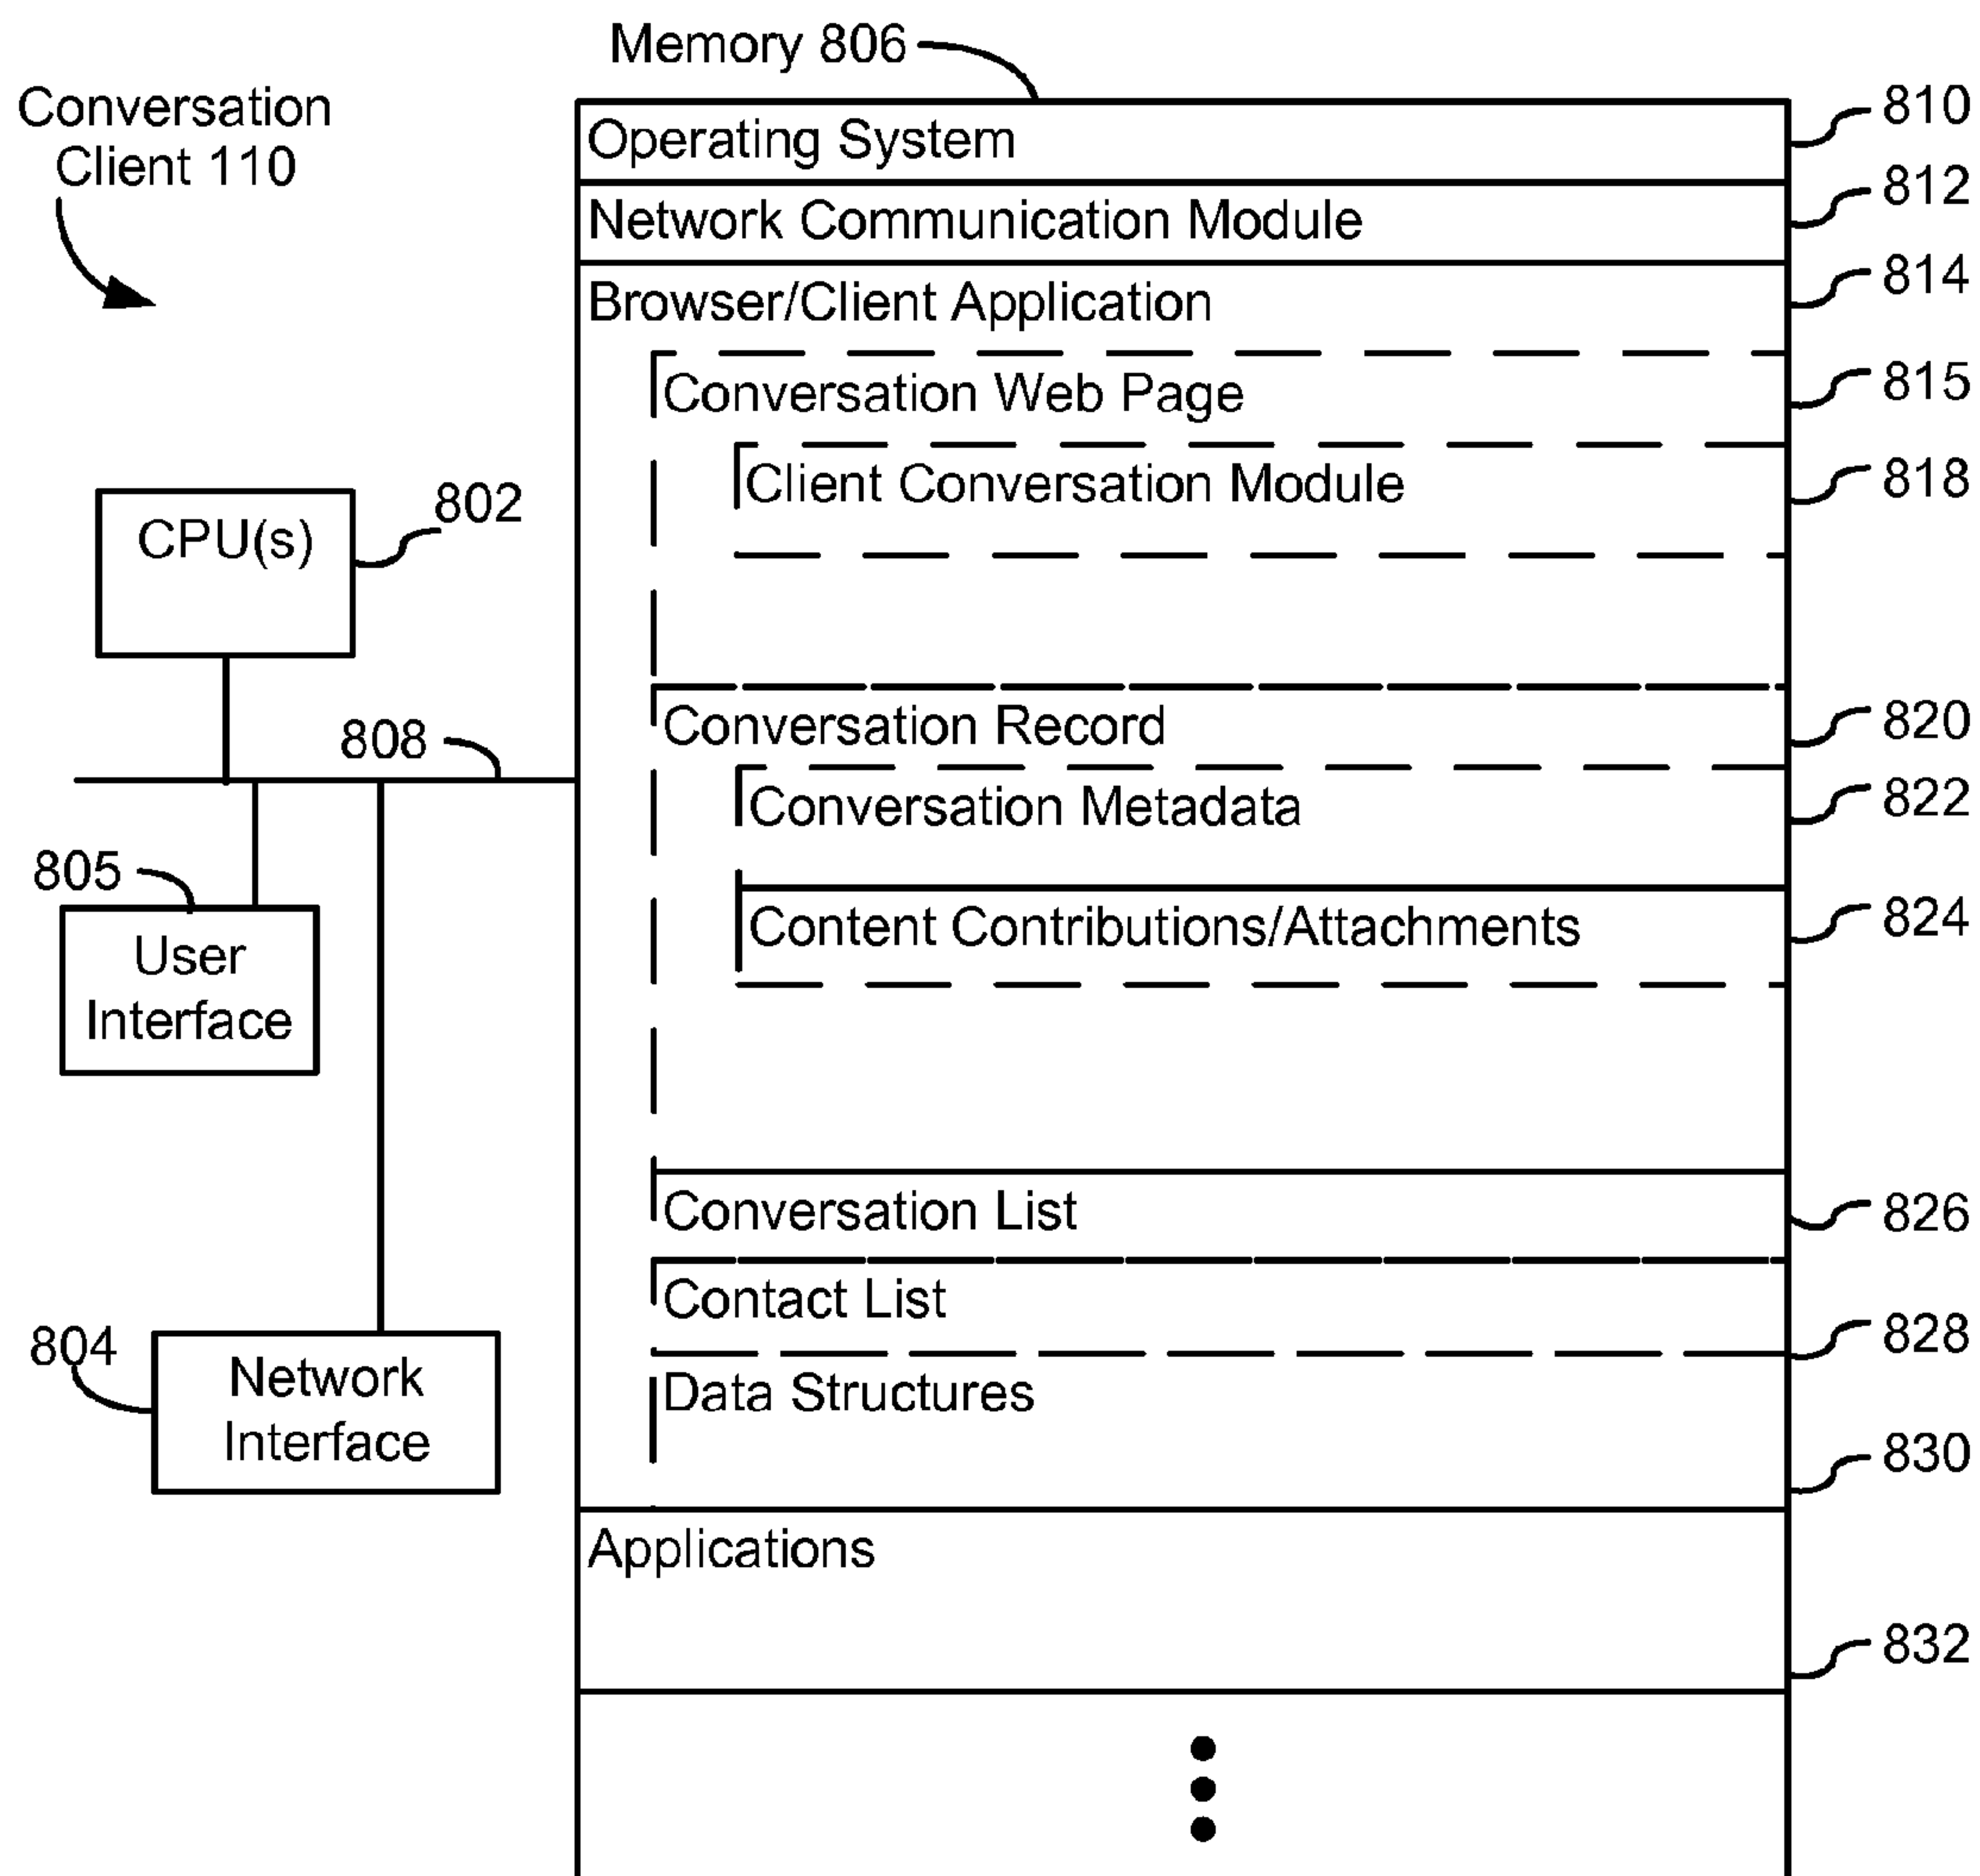 Memory 806
Conversation
Client 110
Operating System
810
Network Communication Module
812
Browser/Client Application
814
Conversation Web Page
815
Client Conversation Module
818
CPU(s)
802
Conversation Record
820
808
Conversation Metadata
822
805
User
Interface
Content Contributions/Attachments
824
Conversation List
826
Contact List
828
804
Network
Interface
Data Structures
830
Applications
832